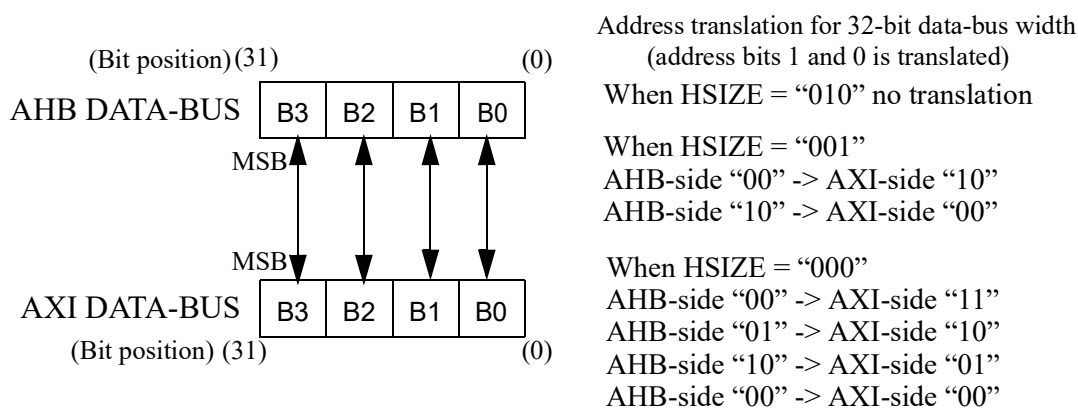 Address translation for 32-bit data-bus width
(address bits 1 and 0 is translated)
(Bit position) (31) (0)
When HSIZE = “010” no translation
AHB DATA-BUS B3 B2 B1 B0
When HSIZE = “001”
MSB
AHB-side “00” -> AXI-side “10”
AHB-side “10” -> AXI-side “00”
MSB
When HSIZE = “000”
AXI DATA-BUS B3 B2 B1 B0
AHB-side “00” -> AXI-side “11”
AHB-side “01” -> AXI-side “10”
(Bit position) (31) (0)
AHB-side “10” -> AXI-side “01”
AHB-side “00” -> AXI-side “00”